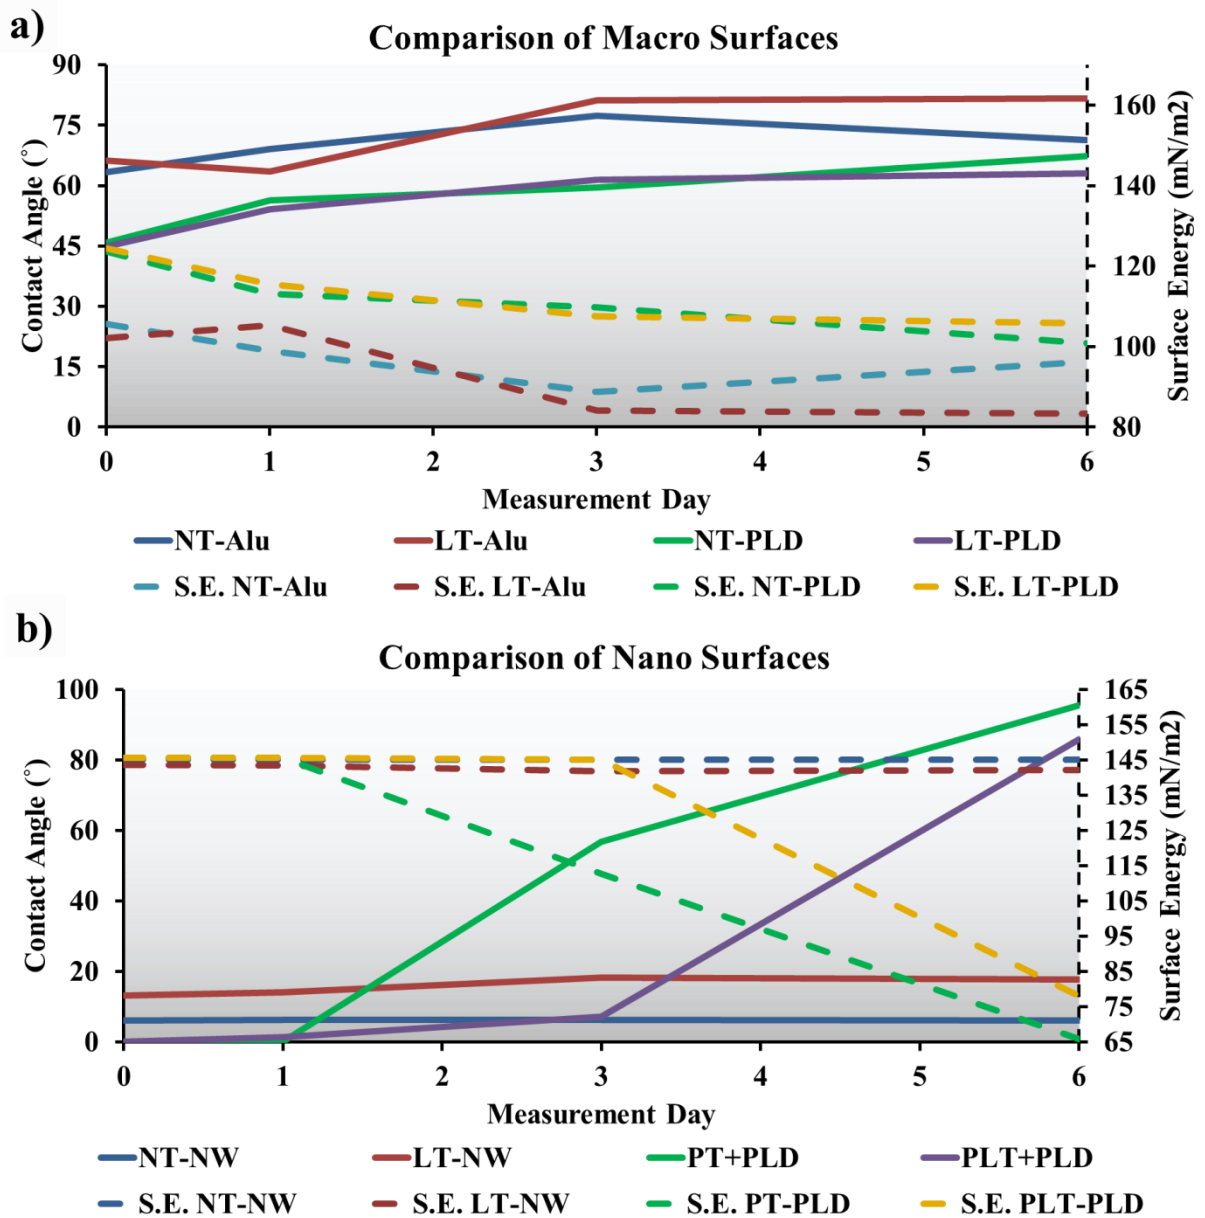 a)
Comparison of Macro Surfaces
90
75
60
45
30
15
0
Contact Angle (˚)
160
140
120
100
80
Surface Energy (mN/m2)
0 1 2 3 4 5 6
Measurement Day
NT-Alu LT-Alu NT-PLD LT-PLD
S.E. NT-Alu S.E. LT-Alu S.E. NT-PLD S.E. LT-PLD
b)
Comparison of Nano Surfaces
100
80
60
40
20
0
Contact Angle (˚)
165
155
145
135
125
115
105
95
85
75
65
Surface Energy (mN/m2)
0 1 2 3 4 5 6
Measurement Day
NT-NW LT-NW PT+PLD PLT+PLD
S.E. NT-NW S.E. LT-NW S.E. PT-PLD S.E. PLT-PLD